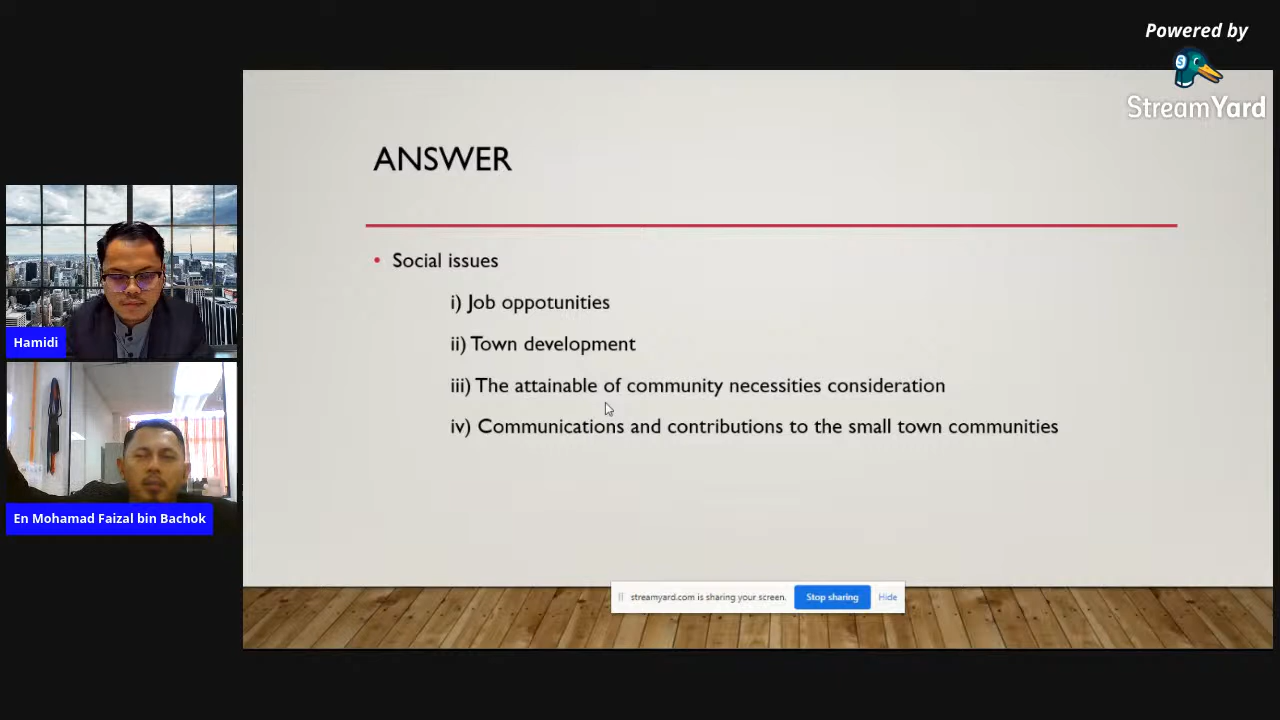 Powered by
StreamYard
ANSWER
• Social issues
i) Job oppotunities
ii) Town development
iii) The attainable of community necessities consideration
iv) Communications and contributions to the small town communities
Hamidi
En Mohamad Faizal bin Bachok
streamyard.com is sharing your screen. Stop sharing Hide